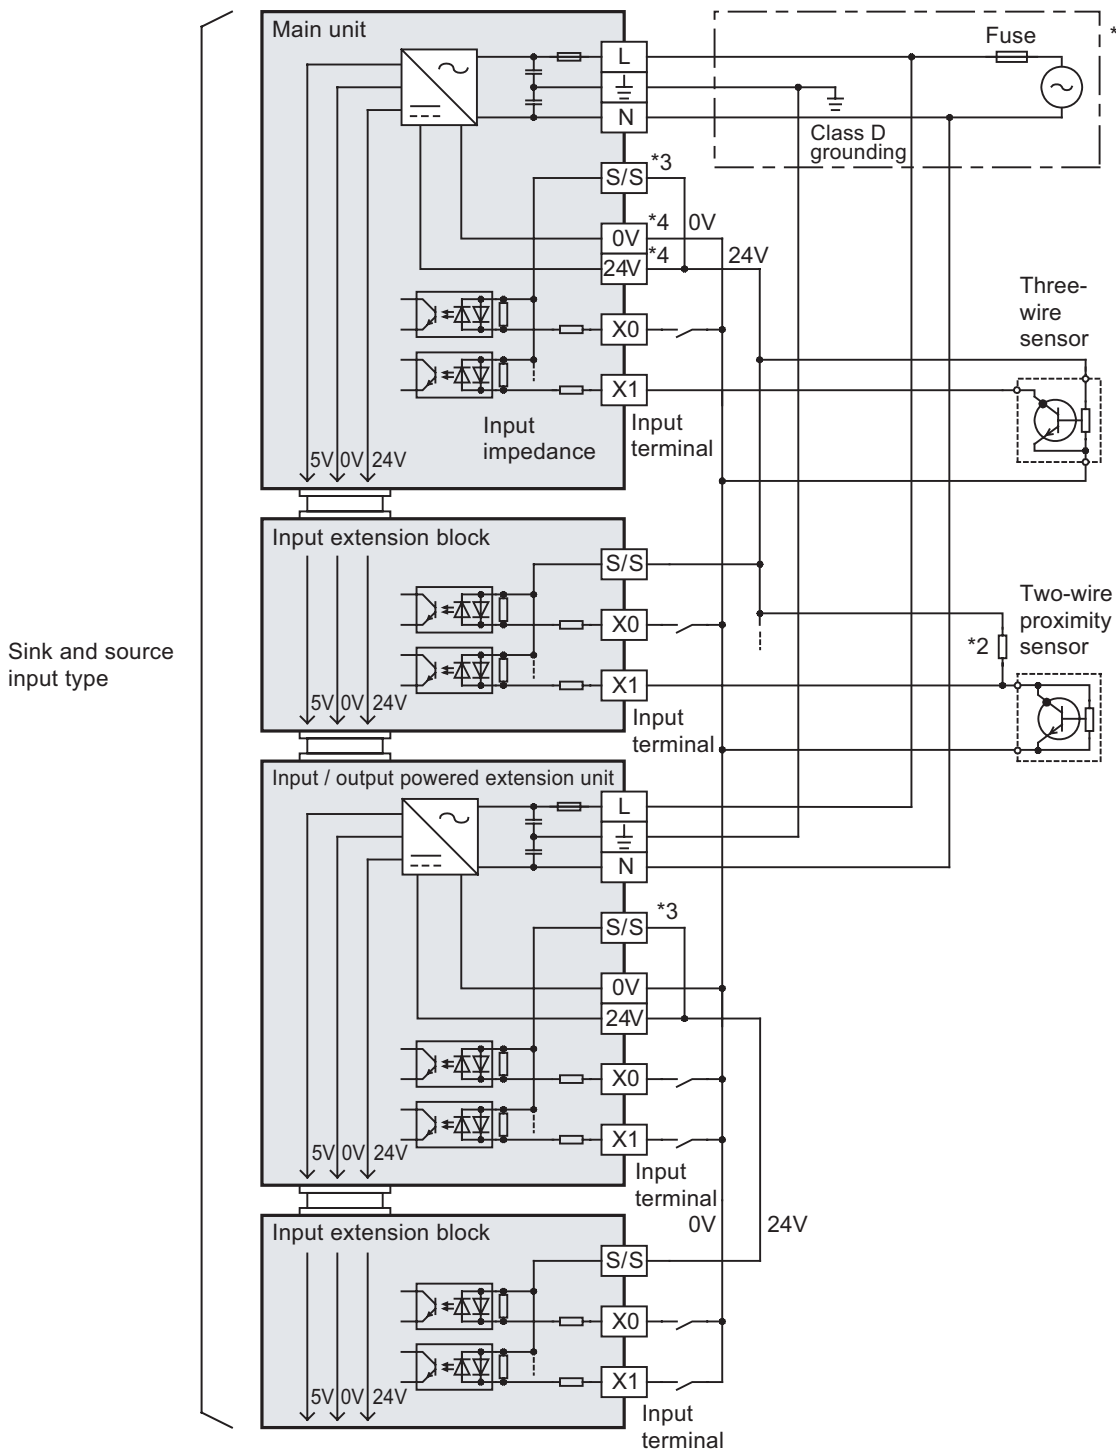 Main unit
L
N
Fuse
*
Class D
grounding
S/S
*3
0V
*4
0V
24V
*4
24V
X0
X1
Three-
wire
sensor
Input
impedance
Input
terminal
5V
0V
24V
Input extension block
S/S
X0
X1
Two-wire
proximity
sensor
*2
5V
0V
24V
Input
terminal
Sink and source
input type
Input / output powered extension unit
L
N
S/S
*3
0V
24V
X0
X1
5V
0V
24V
Input
terminal
0V
24V
Input extension block
S/S
X0
X1
5V
0V
24V
Input
terminal